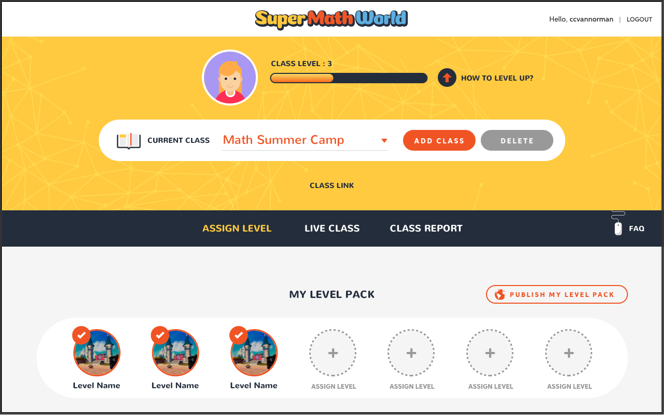 SuperMathWorld
Hello, ccvannorman | LOGOUT
CLASS LEVEL : 3
HOW TO LEVEL UP?
CURRENT CLASS Math Summer Camp ADD CLASS DELETE
CLASS LINK
ASSIGN LEVEL LIVE CLASS CLASS REPORT FAQ
MY LEVEL PACK PUBLISH MY LEVEL PACK
Level Name Level Name Level Name ASSIGN LEVEL ASSIGN LEVEL ASSIGN LEVEL ASSIGN LEVEL